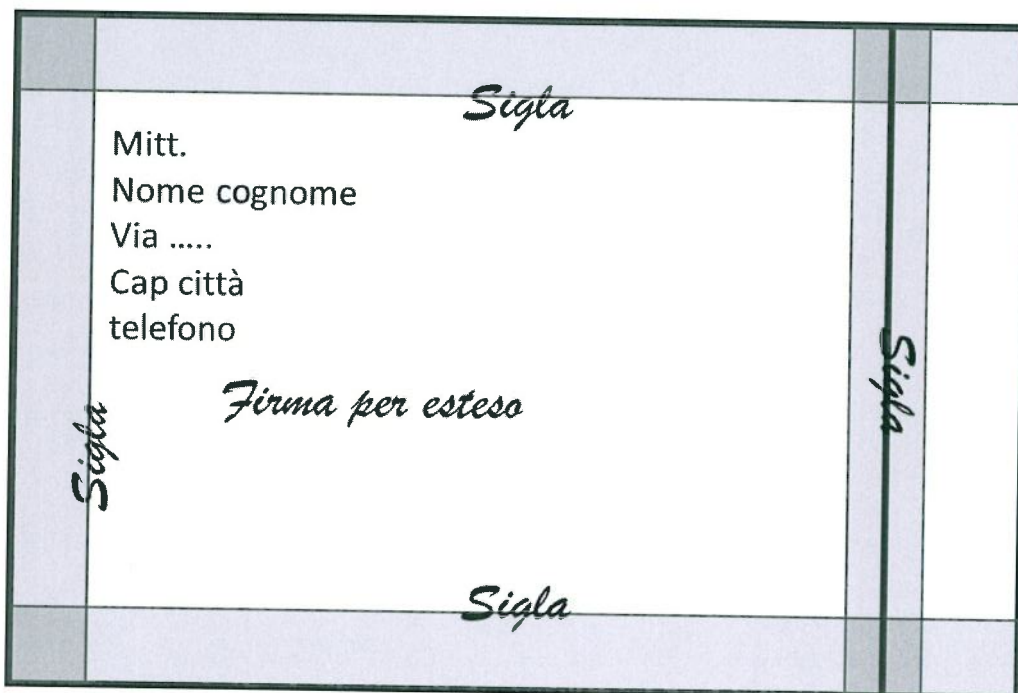 Sigla
Mitt.
Nome cognome
Via .....
Cap città
telefono
Sigla
Firma per esteso
Sigla
Sigla